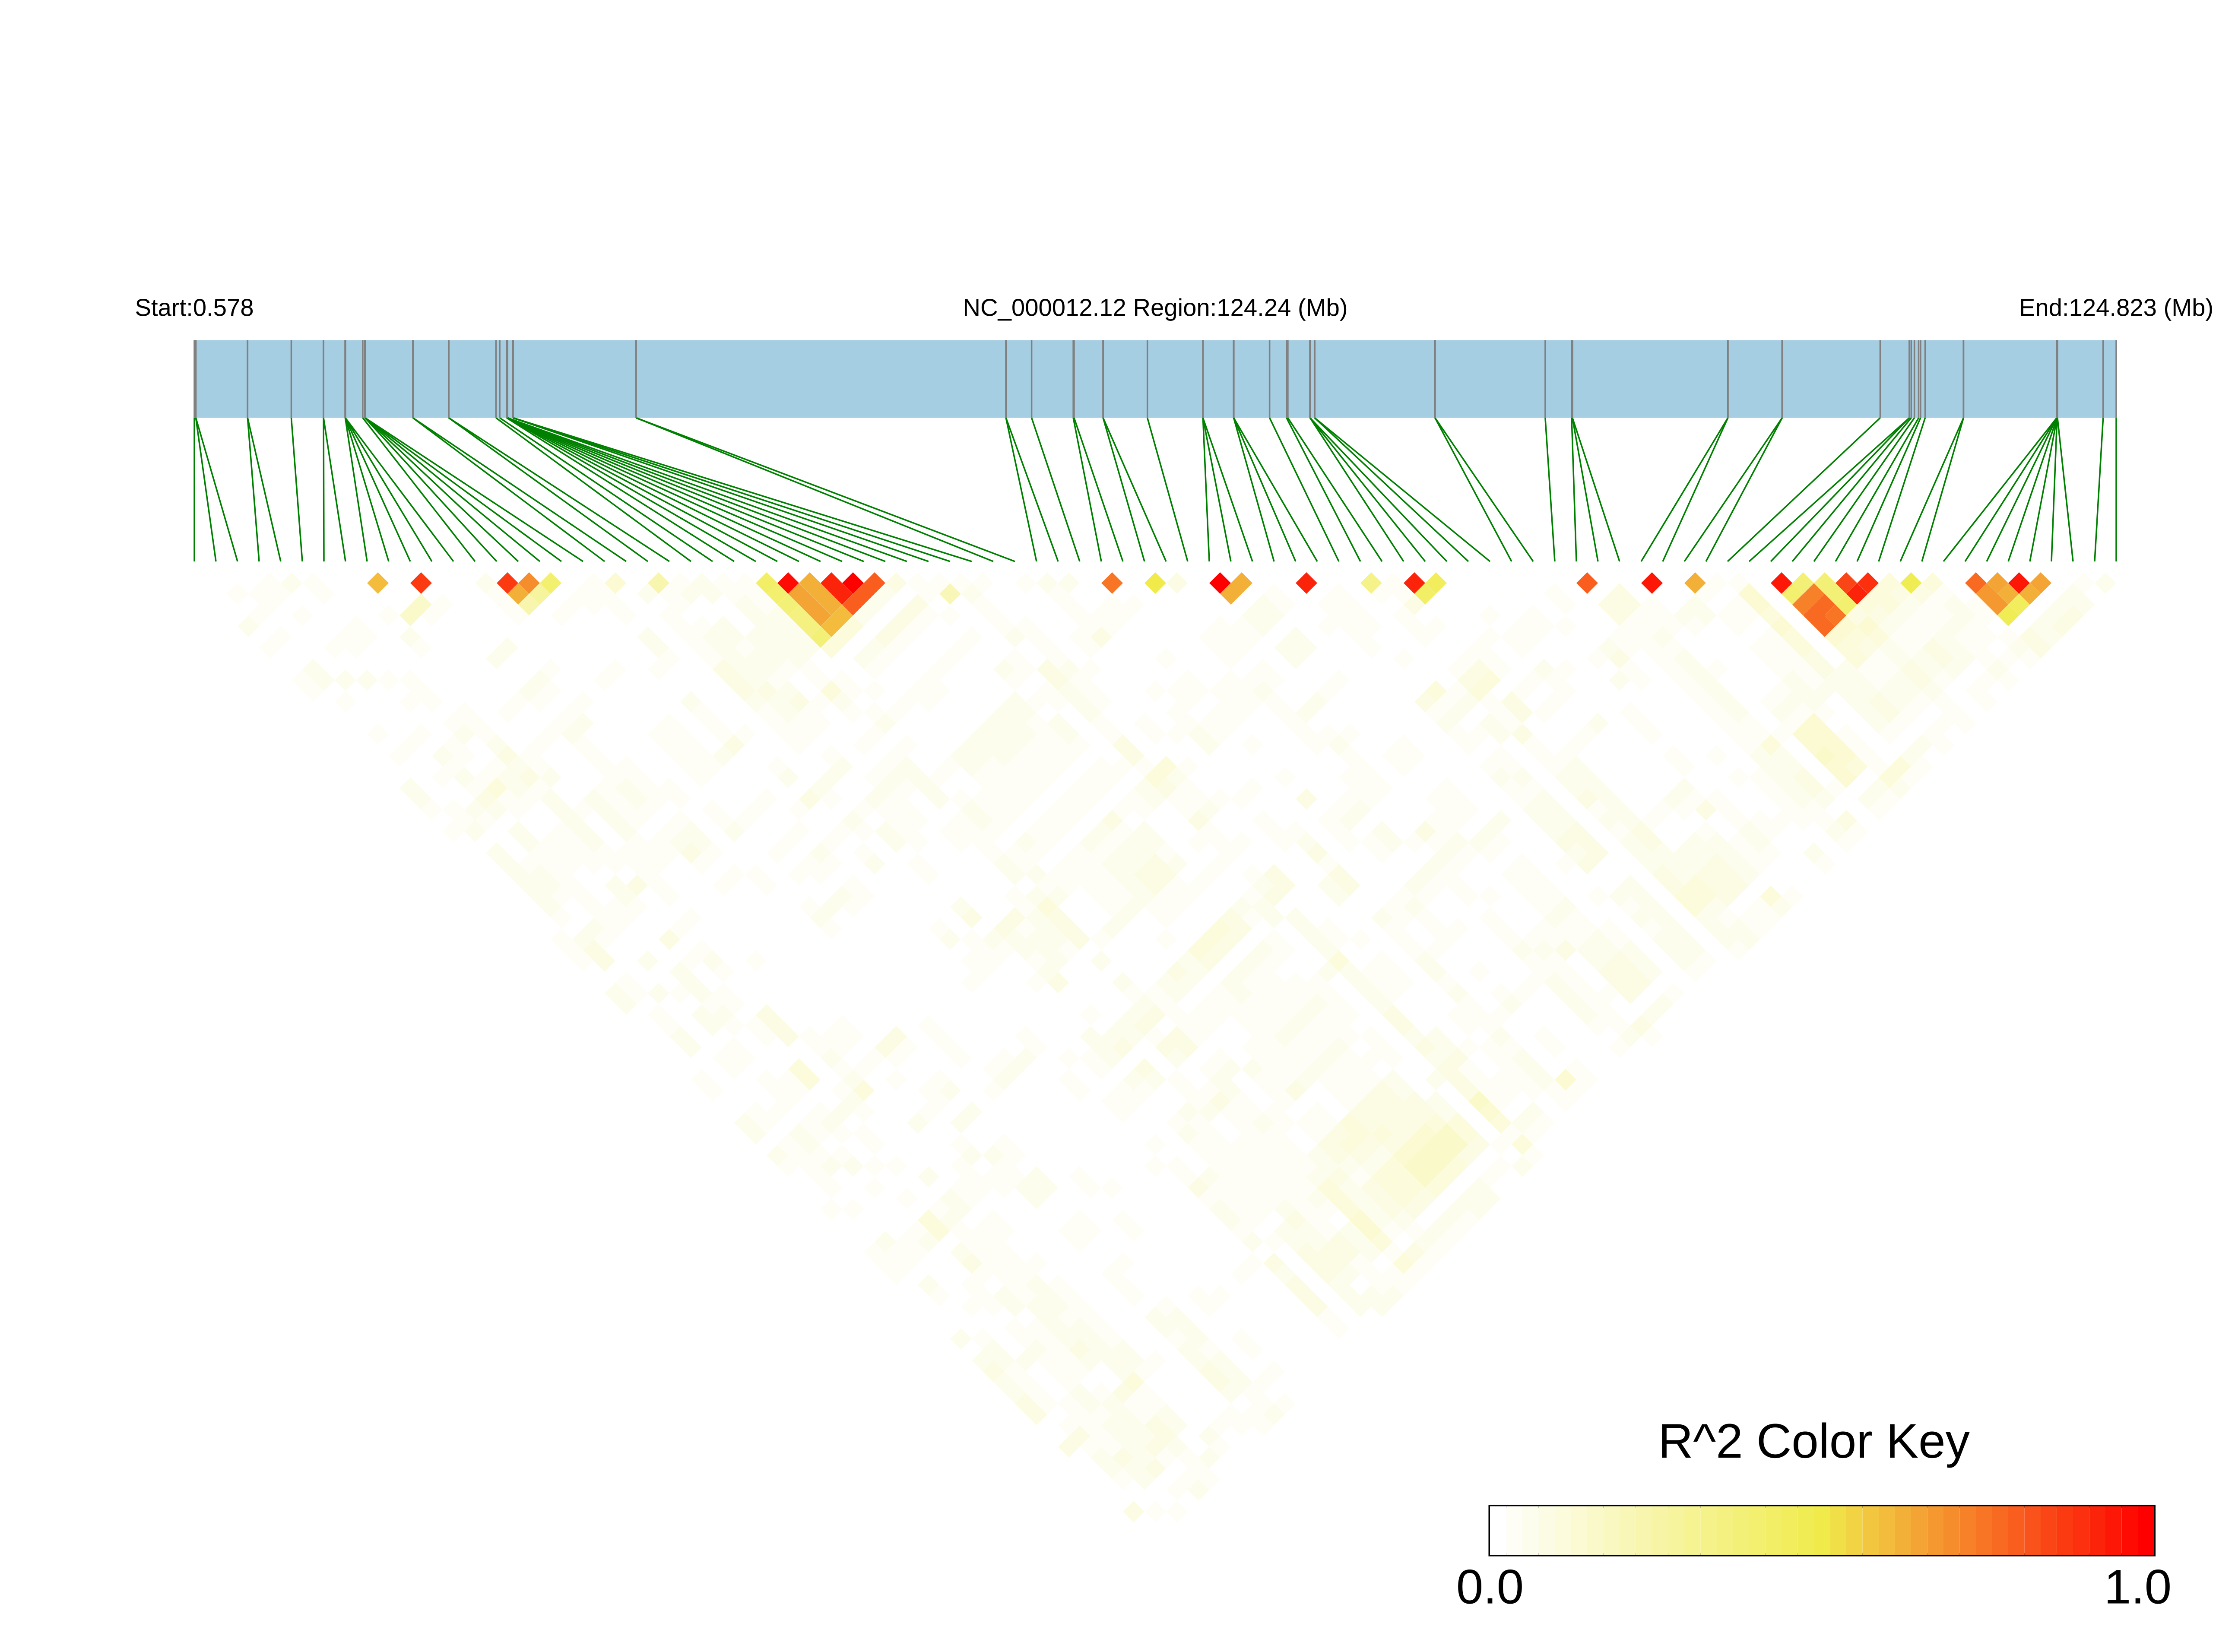 Start:0.578 NC_000012.12 Region:124.24 (Mb) End:124.823 (Mb)
R^2 Color Key
0.0 1.0